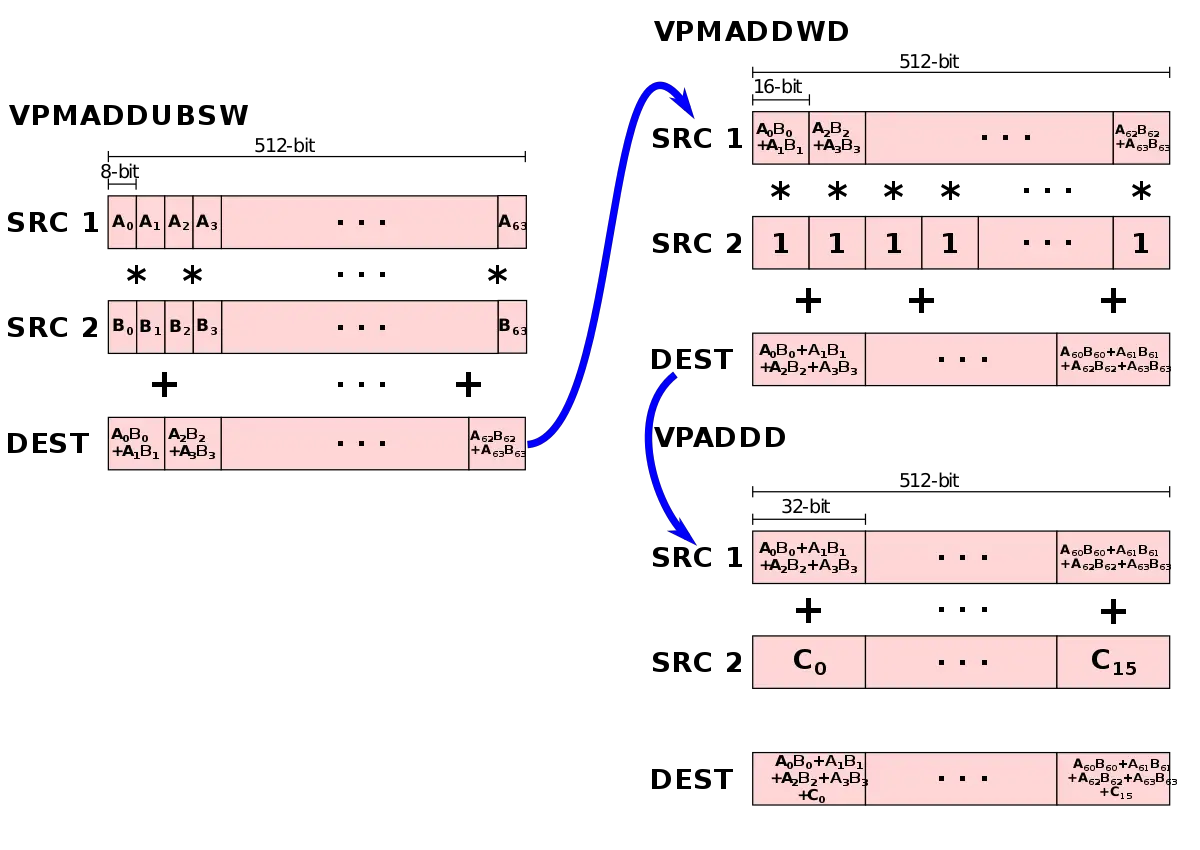 VPMADDUBSW
512-bit
8-bit
SRC 1 A0 A1 A2 A3 . . . A63
* * . . . *
SRC 2 B0 B1 B2 B3 . . . B63
+ . . . +
DEST A0B0 A2B2 . . . A62B62
+A1B1 +A3B3 +A63B63
VPMADDWD
512-bit
16-bit
SRC 1 A0B0 A2B2 . . . A62B62
+A1B1 +A3B3 +A63B63
* * * * . . . *
SRC 2 1 1 1 1 . . . 1
+ + +
DEST A0B0+A1B1 . . . A60B60+A61B61
+A2B2+A3B3 +A62B62+A63B63
VPADDD
512-bit
32-bit
SRC 1 A0B0+A1B1 . . . A60B60+A61B61
+A2B2+A3B3 +A62B62+A63B63
+ . . . +
SRC 2 C0 . . . C15
DEST A0B0+A1B1 . . . A60B60+A61B61
+A2B2+A3B3 +A62B62+A63B63
+C0 +C15